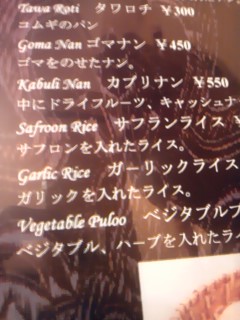 Tawa Roti タワロチ ¥300
コムギのパン
Goma Nan ゴマナン ¥450
ゴマをのせたナン。
Kabuli Nan カブリナン ¥550
中にドライフルーツ、キャッシュナ
Safroon Rice サフランライス ¥
サフロンを入れたライス。
Garlic Rice ガーリックライス
ガリックを入れたライス。
Vegetable Puloo ベジタブルプ
ベジタブル、ハーブを入れたライ